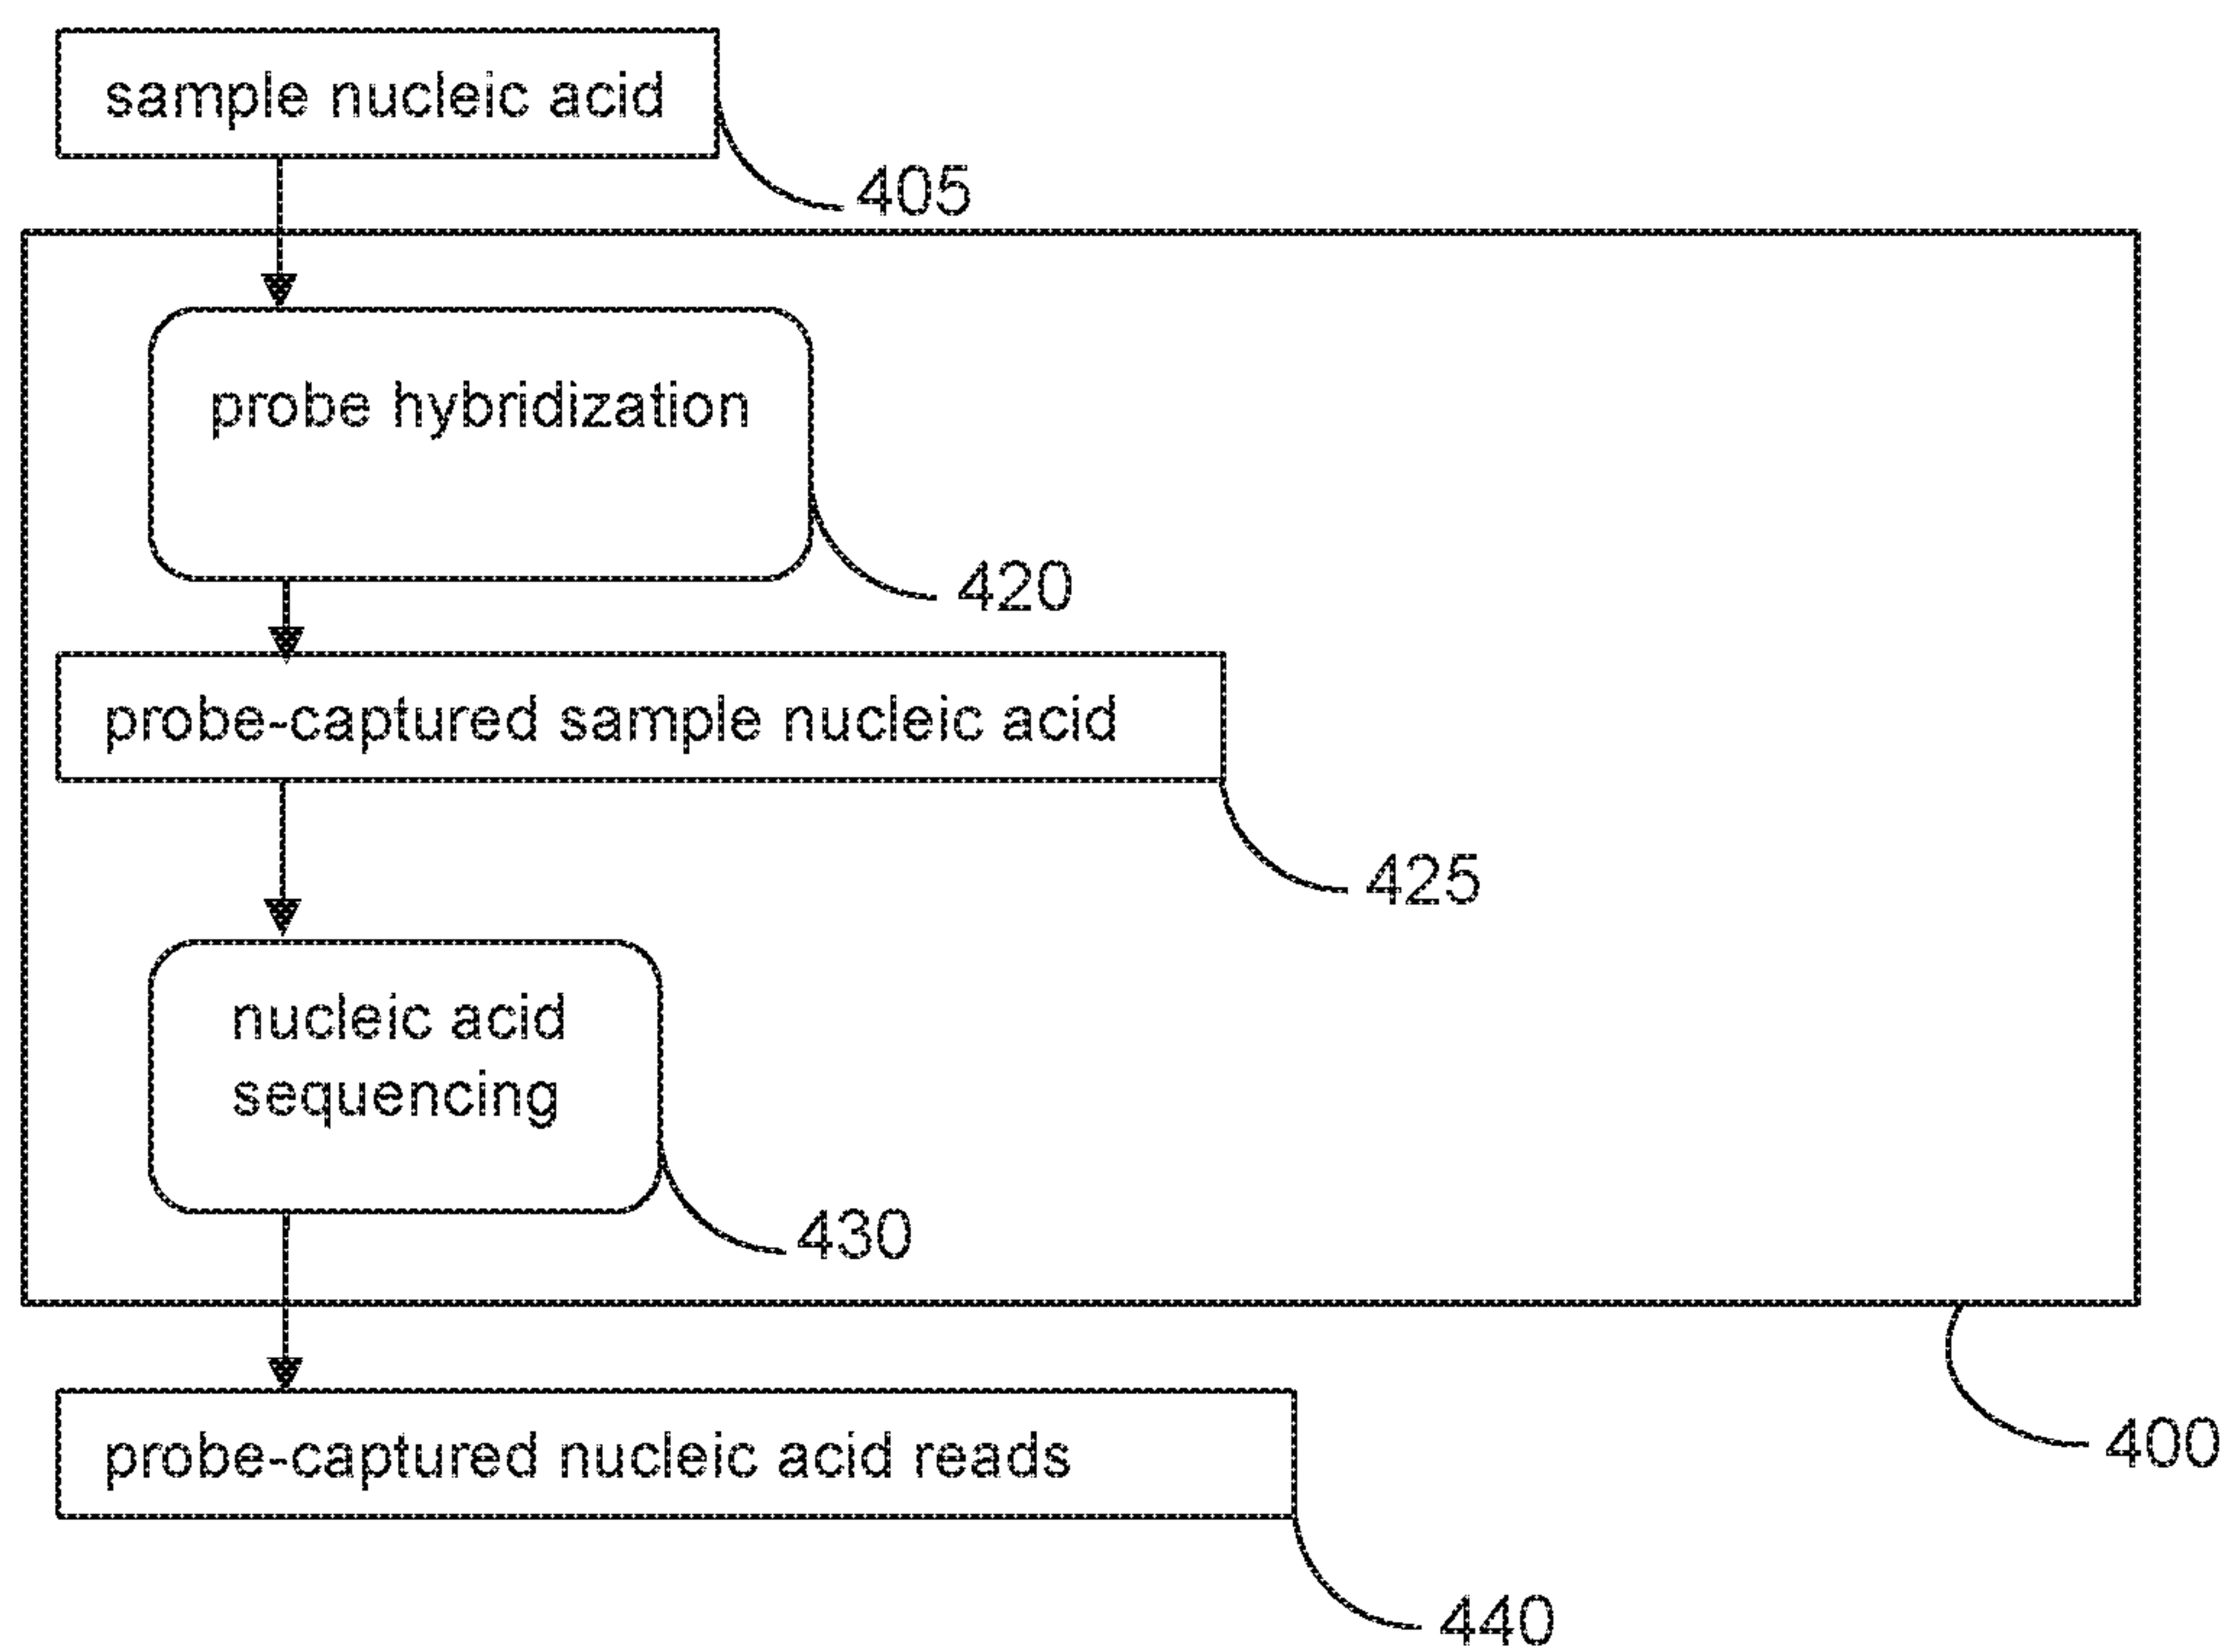 sample nucleic acid
405
probe hybridization
420
probe-captured sample nucleic acid
425
nucleic acid
sequencing
430
400
probe-captured nucleic acid reads
440